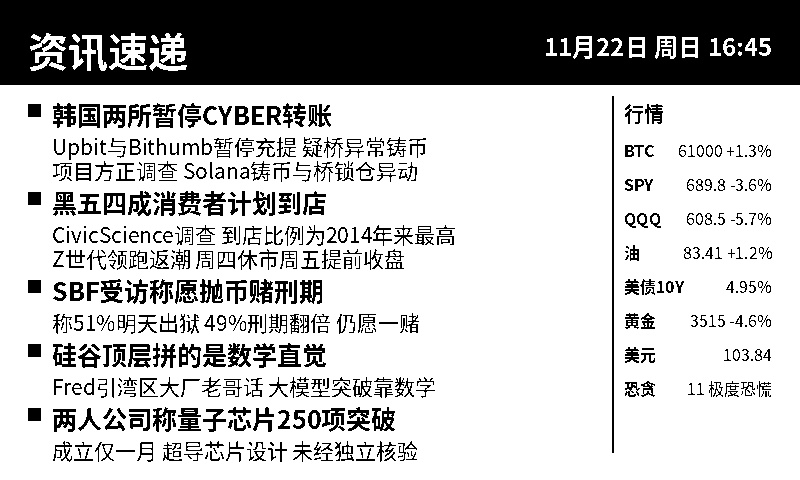 资讯速递
11月22日 周日 16:45
韩国两所暂停CYBER转账
Upbit与Bithumb暂停充提 疑桥异常铸币
项目方正调查 Solana铸币与桥锁仓异动
黑五四成消费者计划到店
CivicScience调查 到店比例为2014年来最高
Z世代领跑返潮 周四休市周五提前收盘
SBF受访称愿抛币赌刑期
称51%明天出狱 49%刑期翻倍 仍愿一赌
硅谷顶层拼的是数学直觉
Fred引湾区大厂老哥话 大模型突破靠数学
两人公司称量子芯片250项突破
成立仅一月 超导芯片设计 未经独立核验
行情
BTC 61000 +1.3%
SPY 689.8 -3.6%
QQQ 608.5 -5.7%
油 83.41 +1.2%
美债10Y 4.95%
黄金 3515 -4.6%
美元 103.84
恐贪 11 极度恐慌